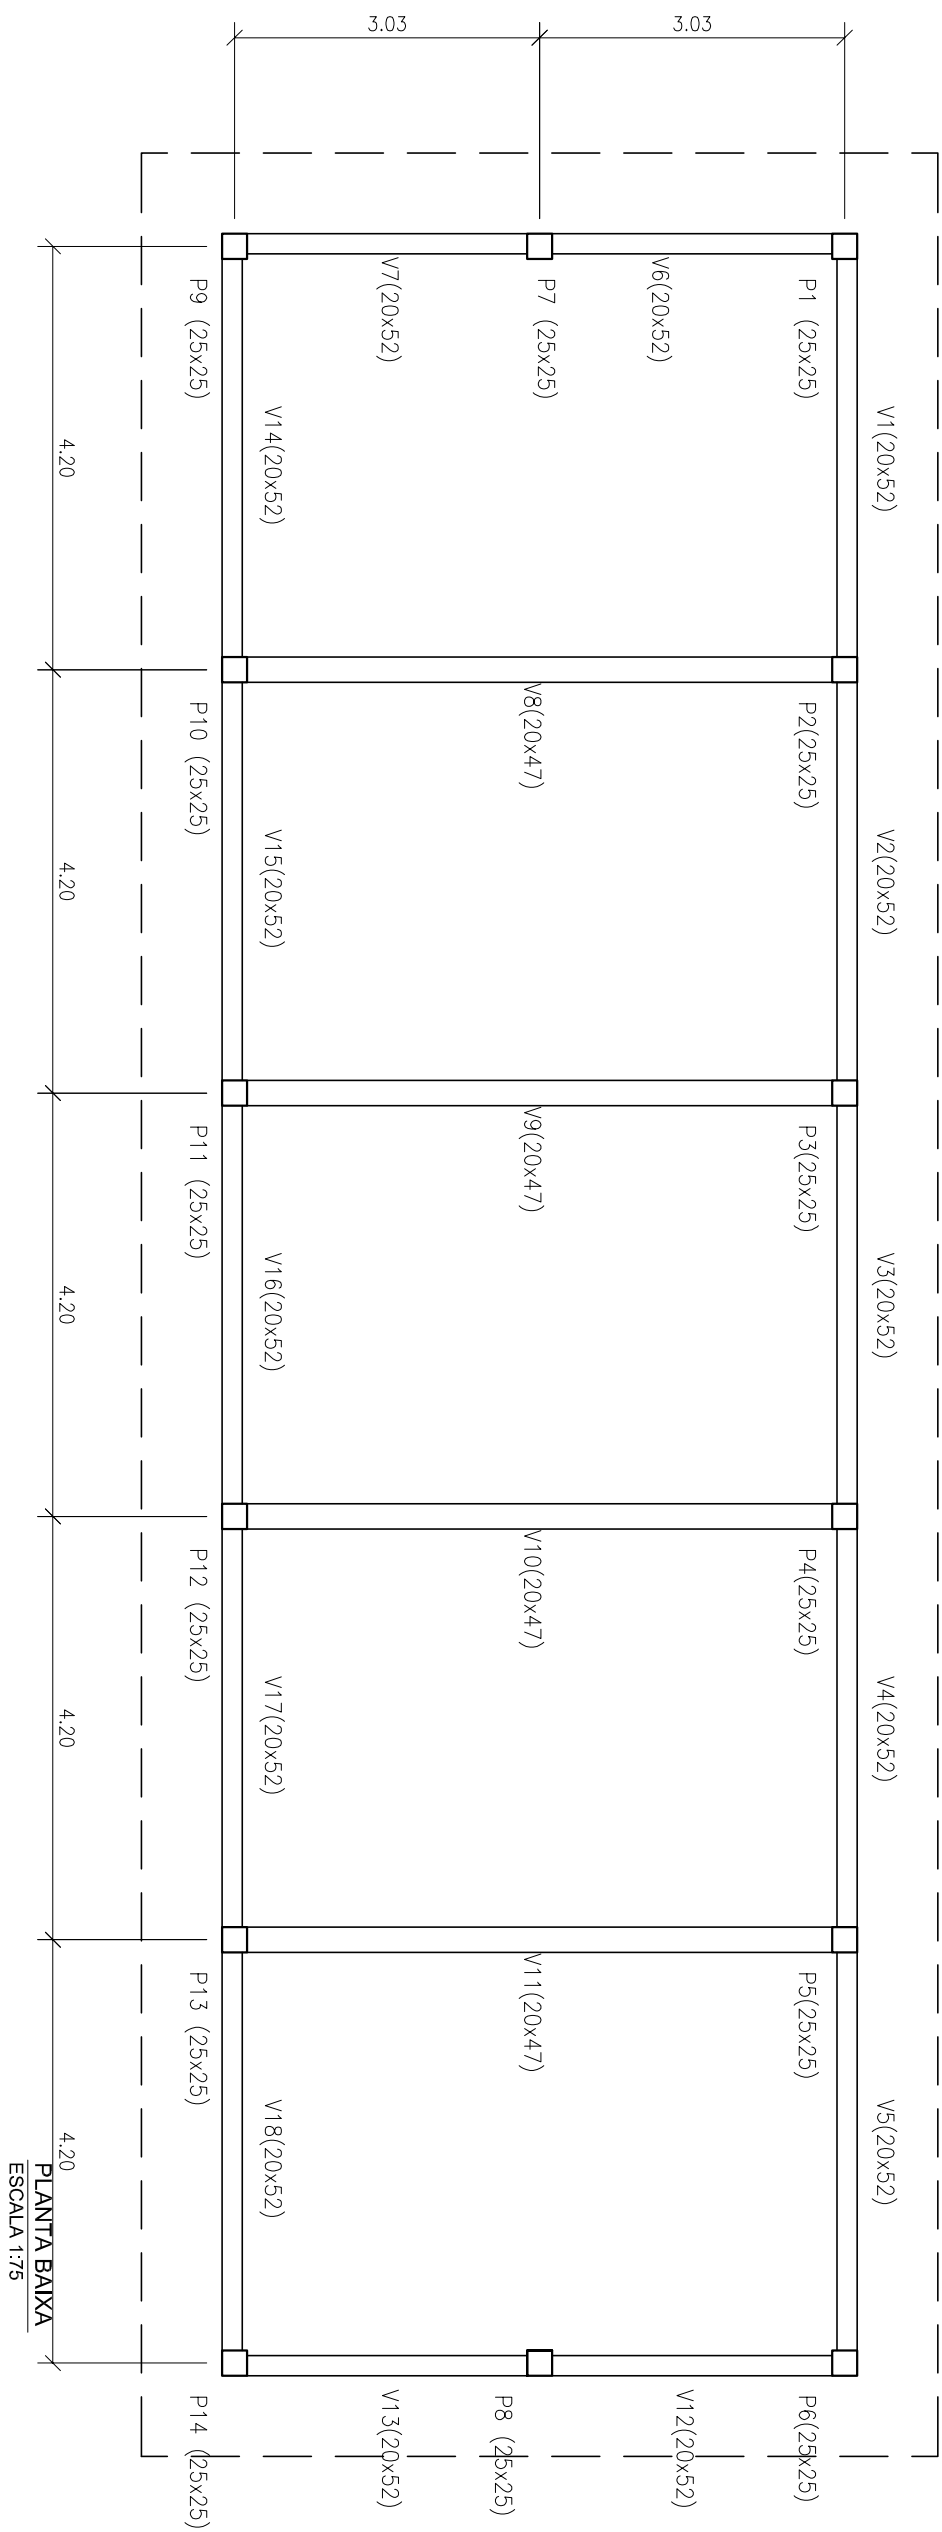 V1(20x52)
V2(20x52)
V3(20x52)
V4(20x52)
V5(20x52)
P1 (25x25)
P2(25x25)
P3(25x25)
P4(25x25)
P5(25x25)
P6(25x25)
3.03
V6(20x52)
V12(20x52)
P7 (25x25)
V8(20x47)
V9(20x47)
V10(20x47)
V11(20x47)
P8 (25x25)
3.03
V7(20x52)
V13(20x52)
V14(20x52)
V15(20x52)
V16(20x52)
V17(20x52)
V18(20x52)
P9 (25x25)
P10 (25x25)
P11 (25x25)
P12 (25x25)
P13 (25x25)
P14 (25x25)
4.20
4.20
4.20
4.20
4.20
PLANTA BAIXA
ESCALA 1:75